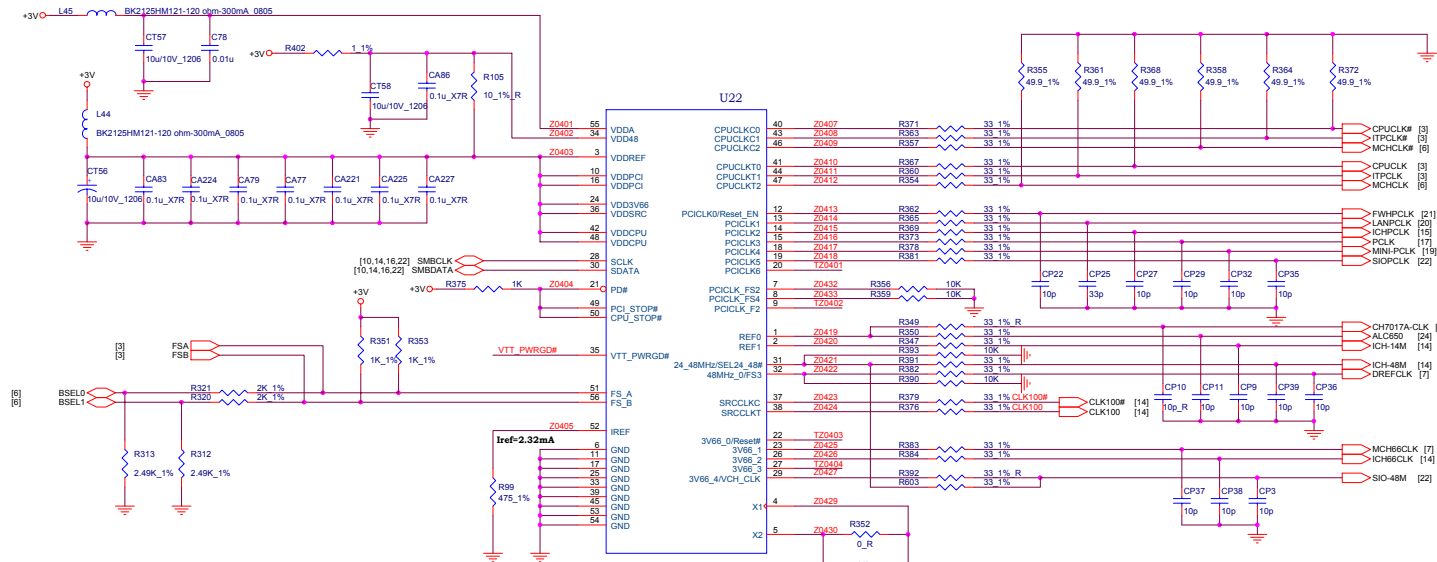 +3V L45 BK2125HM121-120 ohm-300mA_0805
CT57 10u/10V_1206
C78 0.01u
+3V R402 1_1%
CT58 10u/10V_1206
CA86 0.1u_X7R
R105 10_1%_R
+3V
L44
BK2125HM121-120 ohm-300mA_0805
CT56 10u/10V_1206
CA83 0.1u_X7R
CA224 0.1u_X7R
CA79 0.1u_X7R
CA77 0.1u_X7R
CA221 0.1u_X7R
CA225 0.1u_X7R
CA227 0.1u_X7R
U22
Z0401 55 VDDA
Z0402 34 VDD48
Z0403 3 VDDREF
10 VDDPCI
16 VDDPCI
24 VDD3V66
36 VDDSRC
42 VDDCPU
48 VDDCPU
[10,14,16,22] SMBCLK 28 SCLK
[10,14,16,22] SMBDATA 30 SDATA
+3V R375 1K Z0404 21 PD#
49 PCI_STOP#
50 CPU_STOP#
+3V
R351 1K_1%
R353 1K_1%
VTT_PWRGD# 35 VTT_PWRGD#
[3] FSA
[3] FSB
[6] BSEL0 R321 2K_1% 51 FS_A
[6] BSEL1 R320 2K_1% 56 FS_B
R313 2.49K_1%
R312 2.49K_1%
Z0405 52 IREF
Iref=2.32mA
R99 475_1%
6 GND
11 GND
17 GND
25 GND
33 GND
39 GND
45 GND
53 GND
54 GND
R355 49.9_1%
R361 49.9_1%
R368 49.9_1%
R358 49.9_1%
R364 49.9_1%
R372 49.9_1%
CPUCLKC0 40 Z0407 R371 33_1% CPUCLK# [3]
CPUCLKC1 43 Z0408 R363 33_1% ITPCLK# [3]
CPUCLKC2 46 Z0409 R357 33_1% MCHCLK# [6]
CPUCLKT0 41 Z0410 R367 33_1% CPUCLK [3]
CPUCLKT1 44 Z0411 R360 33_1% ITPCLK [3]
CPUCLKT2 47 Z0412 R354 33_1% MCHCLK [6]
PCICLK0/Reset_EN 12 Z0413 R362 33_1% FWHPCLK [21]
PCICLK1 13 Z0414 R365 33_1% LANPCLK [20]
PCICLK2 14 Z0415 R369 33_1% ICHPCLK [15]
PCICLK3 15 Z0416 R373 33_1% PCLK [17]
PCICLK4 18 Z0417 R378 33_1% MINI-PCLK [19]
PCICLK5 19 Z0418 R381 33_1% SIOPCLK [22]
PCICLK6 20 TZ0401
CP22 10p
CP25 33p
CP27 10p
CP29 10p
CP32 10p
CP35 10p
PCICLK_FS2 7 Z0432 R356 10K
PCICLK_FS4 8 Z0433 R359 10K
PCICLK_F2 9 TZ0402
R349 33_1%_R CH7017A-CLK [
REF0 1 Z0419 R350 33_1% ALC650 [24]
REF1 2 Z0420 R347 33_1% ICH-14M [14]
R393 10K
24_48MHz/SEL24_48# 31 Z0421 R391 33_1% ICH-48M [14]
48MHz_0/FS3 32 Z0422 R382 33_1% DREFCLK [7]
R390 10K
CP10 10p_R
CP11 10p
CP9 10p
CP39 10p
CP36 10p
SRCCLKC 37 Z0423 R379 33_1% CLK100# CLK100# [14]
SRCCLKT 38 Z0424 R376 33_1% CLK100 CLK100 [14]
3V66_0/Reset# 22 TZ0403
3V66_1 23 Z0425 R383 33_1% MCH66CLK [7]
3V66_2 26 Z0426 R384 33_1% ICH66CLK [14]
3V66_3 27 TZ0404
3V66_4/VCH_CLK 29 Z0427 R392 33_1%_R SIO-48M [22]
R603 33_1%
CP37 10p
CP38 10p
CP3 10p
X1 4 Z0429
X2 5 Z0430 R352
0_R